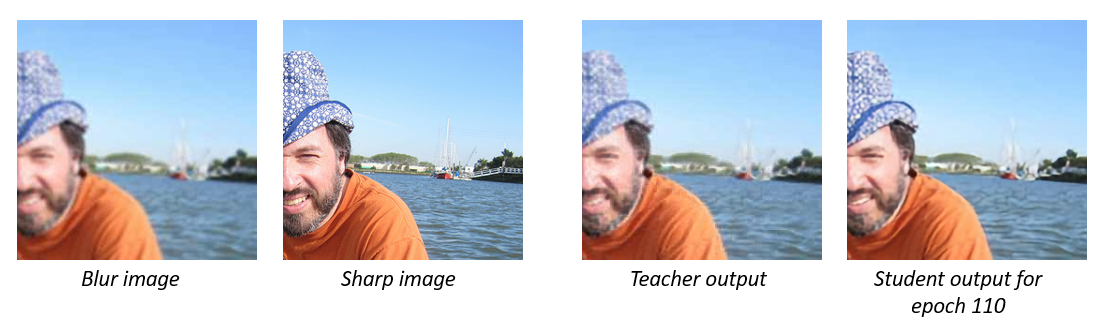 Blur image
Sharp image
Teacher output
Student output for
epoch 110